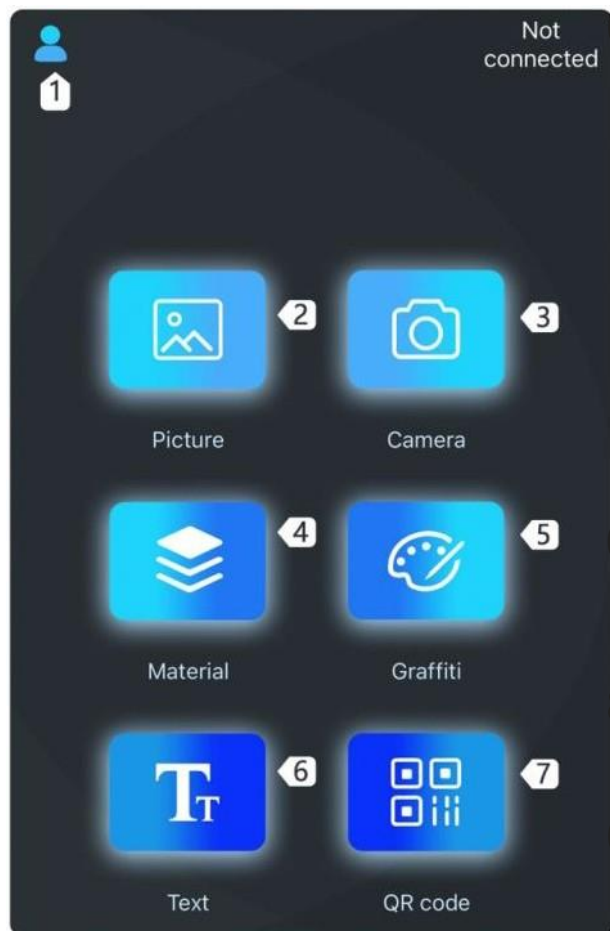 Not
connected
1
2
3
Picture
Camera
4
5
Material
Graffiti
6
7
Text
QR code